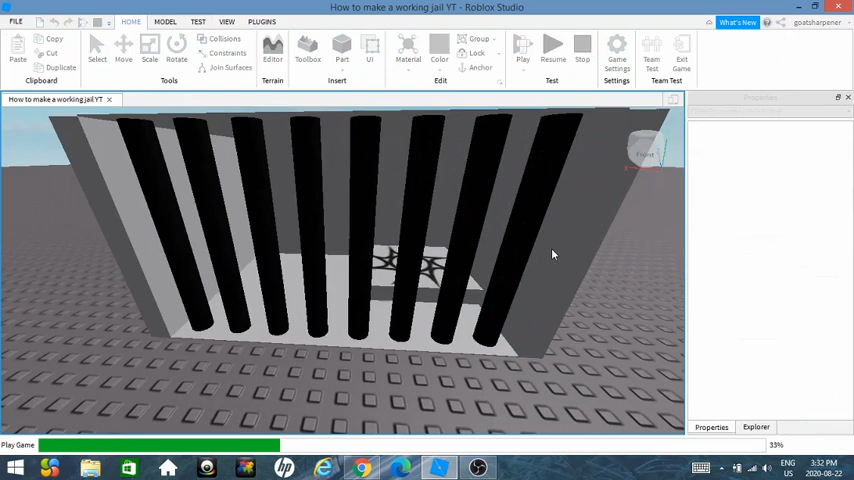 How to make a working jail YT - Roblox Studio
FILE HOME MODEL TEST VIEW PLUGINS What's New goatsharpener
Paste Copy Cut Duplicate
Clipboard
Select Move Scale Rotate Collisions Constraints Join Surfaces
Tools
Editor
Terrain
Toolbox Part UI
Insert
Material Color Group Lock Anchor
Edit
Play Resume Stop
Test
Game Settings
Settings
Team Test Exit Game
Team Test
How to make a working jail YT
Properties
Front
Properties Explorer
Play Game 33%
ENG 3:32 PM
US 2020-08-22